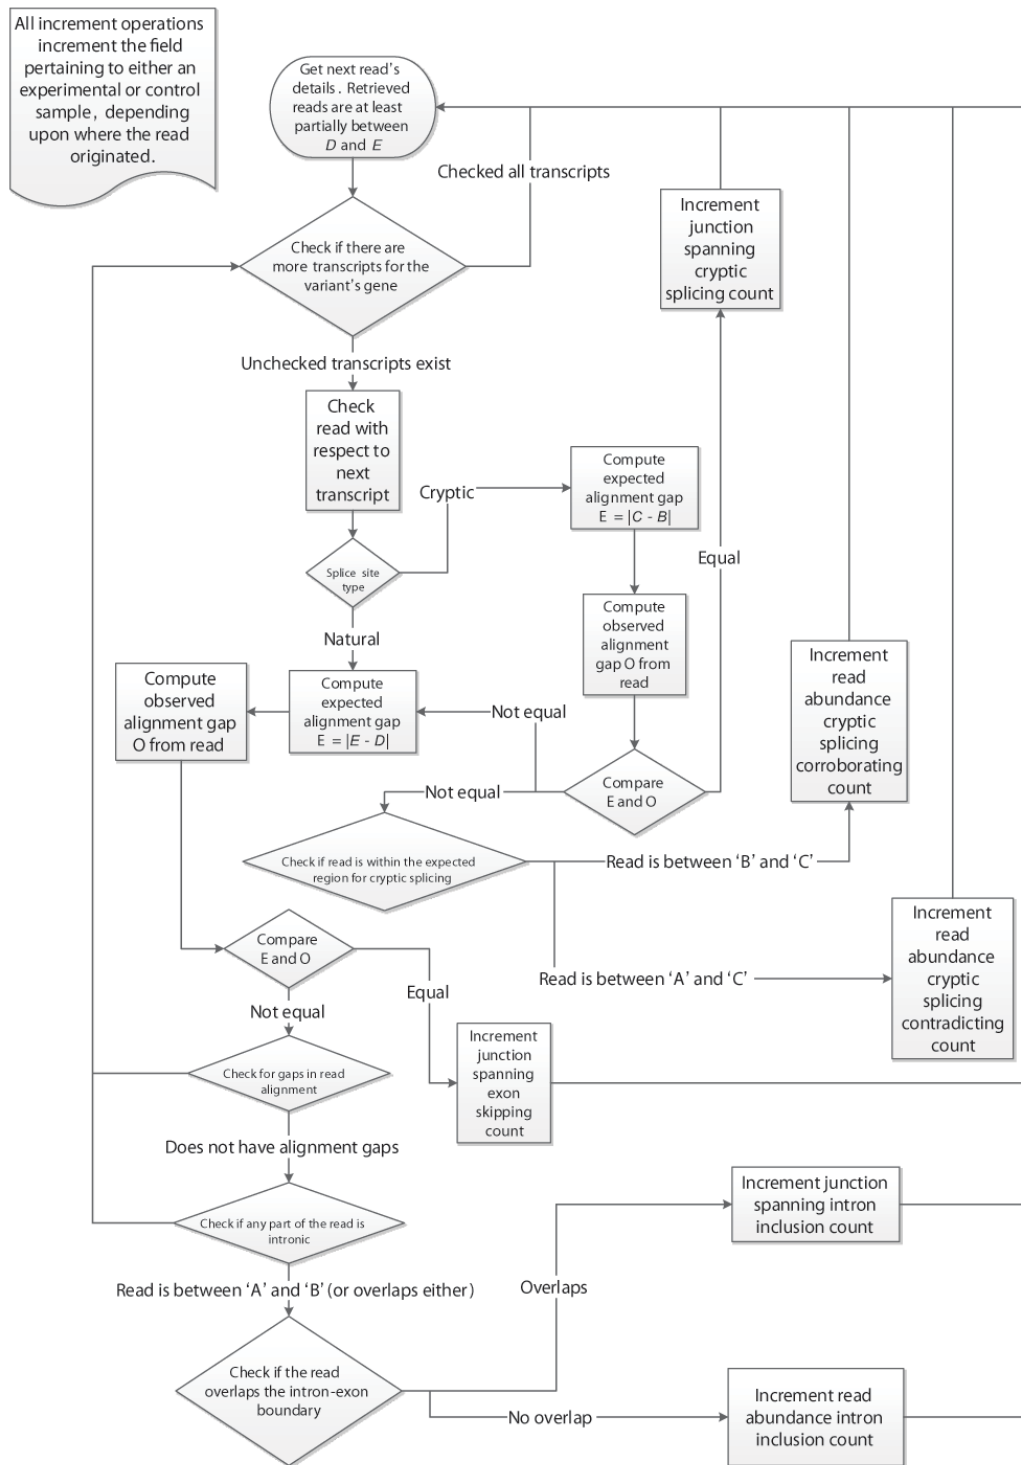 All increment operations
increment the field
pertaining to either an
experimental or control
sample, depending
upon where the read
originated.
Get next read's
details. Retrieved
reads are at least
partially between
D and E
Checked all transcripts
Check if there are
more transcripts for the
variant's gene
Unchecked transcripts exist
Check
read with
respect to
next
transcript
Splice site
type
Cryptic
Compute
expected
alignment gap
E = |C - B|
Compute
observed
alignment
gap O from
read
Compare
E and O
Equal
Increment
junction
spanning
cryptic
splicing count
Not equal
Natural
Compute
expected
alignment gap
E = |E - D|
Compute
observed
alignment gap
O from read
Not equal
Check if read is within the expected
region for cryptic splicing
Read is between ‘B’ and ‘C’
Increment
read
abundance
cryptic
splicing
corroborating
count
Read is between ‘A’ and ‘C’
Increment
read
abundance
cryptic
splicing
contradicting
count
Compare
E and O
Equal
Increment
junction
spanning
exon
skipping
count
Not equal
Check for gaps in read
alignment
Does not have alignment gaps
Check if any part of the read is
intronic
Read is between ‘A’ and ‘B’ (or overlaps either)
Check if the read
overlaps the intron-exon
boundary
Overlaps
Increment junction
spanning intron
inclusion count
No overlap
Increment read
abundance intron
inclusion count